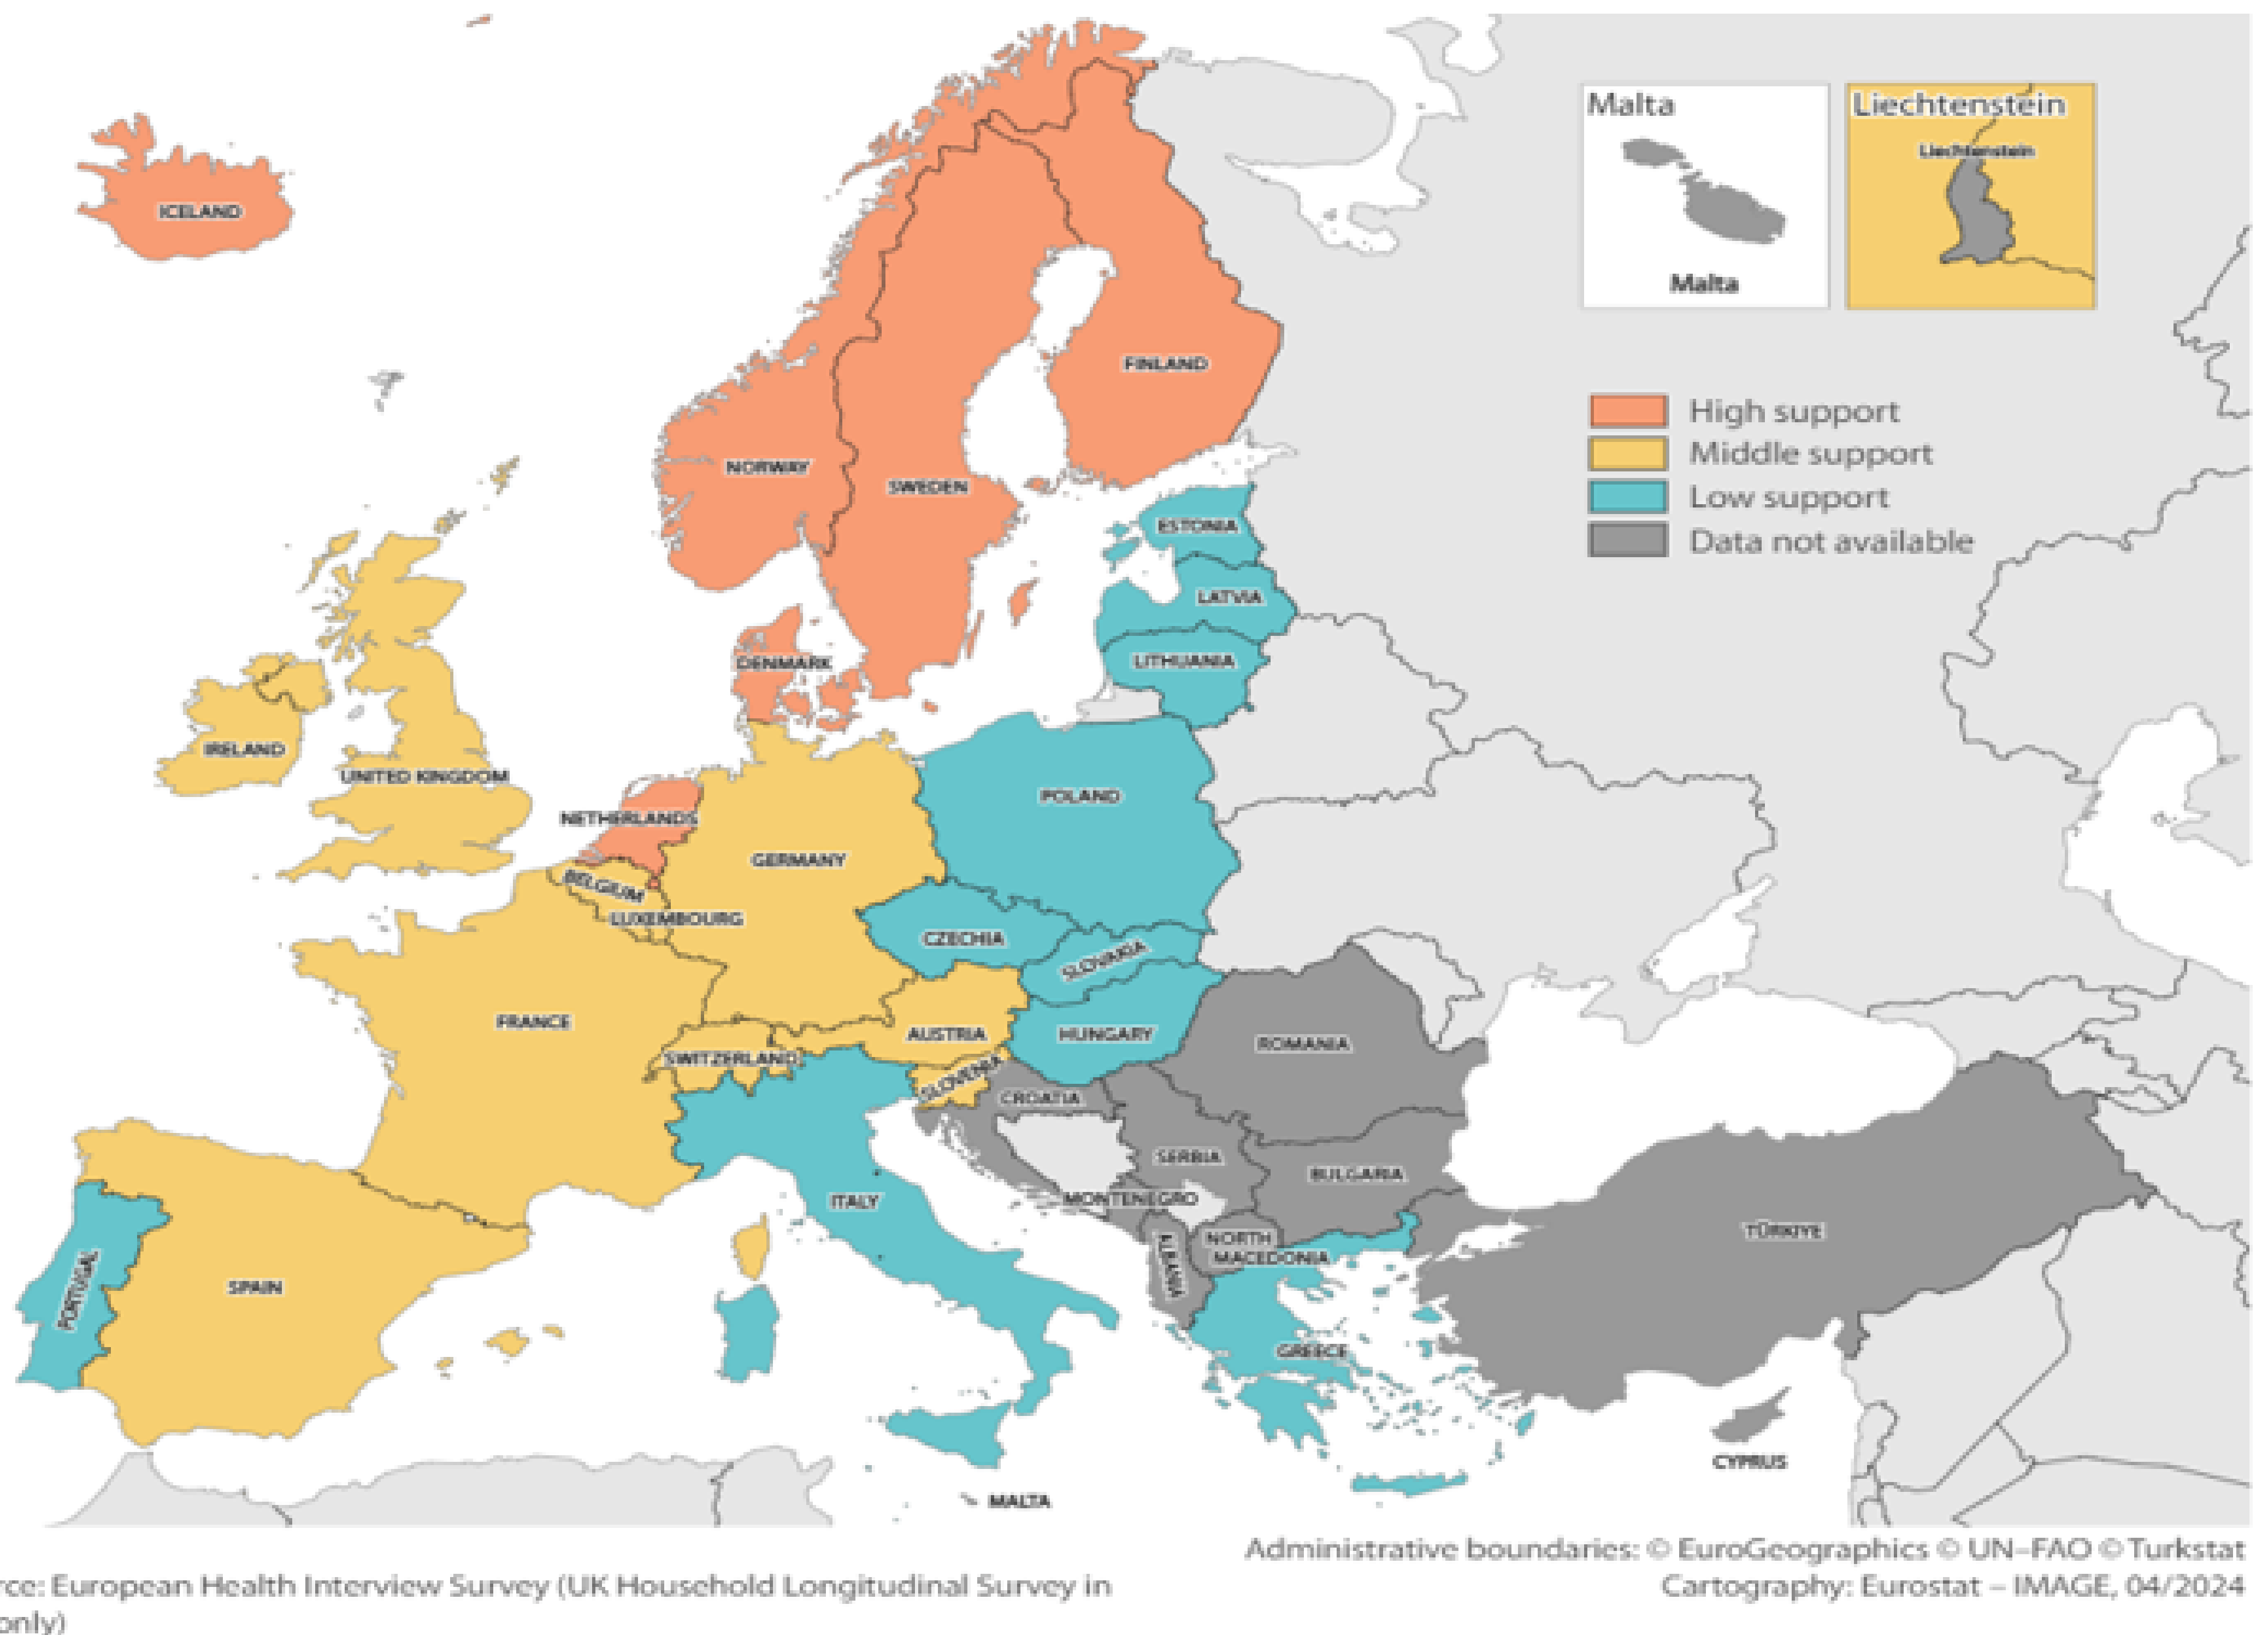 Malta
Liechtenstein
Liechtenstein
Malta
ICELAND
High support
Middle support
Low support
Data not available
FINLAND
NORWAY
SWEDEN
ESTONIA
LATVIA
LITHUANIA
DENMARK
IRELAND
UNITED KINGDOM
NETHERLANDS
POLAND
GERMANY
BELGIUM
LUXEMBOURG
CZECHIA
SLOVAKIA
FRANCE
AUSTRIA
HUNGARY
ROMANIA
SWITZERLAND
SLOVENIA
CROATIA
SERBIA
BULGARIA
ITALY
MONTENEGRO
TÜRKIYE
NORTH
MACEDONIA
ALBANIA
PORTUGAL
SPAIN
GREECE
CYPRUS
MALTA
Administrative boundaries: © EuroGeographics © UN–FAO © Turkstat
Cartography: Eurostat – IMAGE, 04/2024
rce: European Health Interview Survey (UK Household Longitudinal Survey in
only)